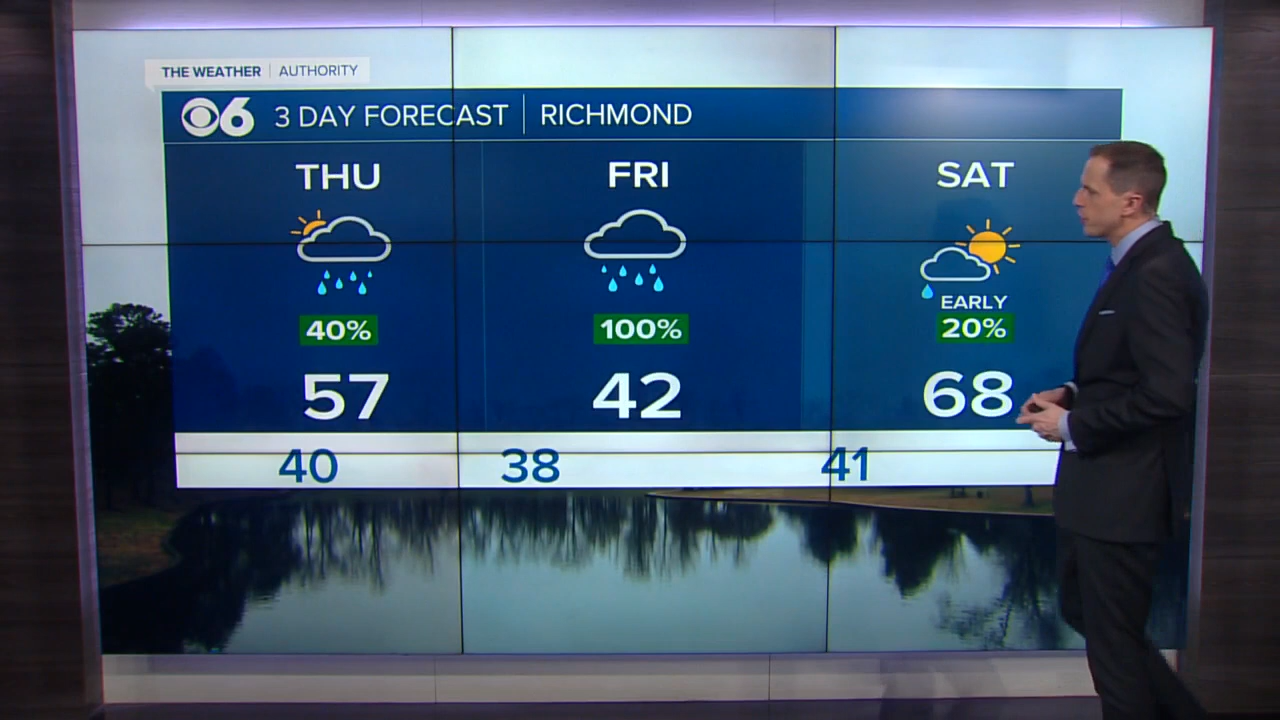 THE WEATHER AUTHORITY
6 3 DAY FORECAST RICHMOND
THU FRI SAT
EARLY
40% 100% 20%
57 42 68
40 38 41